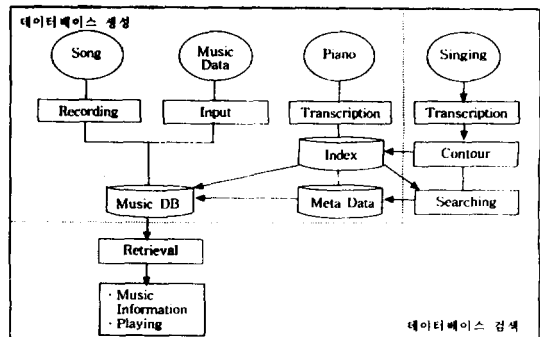 데이터베이스 생성
Song
Music
Data
Piano
Singing
Recording
Input
Transcription
Transcription
Index
Contour
Music DB
Meta Data
Searching
Retrieval
· Music
Information
· Playing
데이터베이스 검색